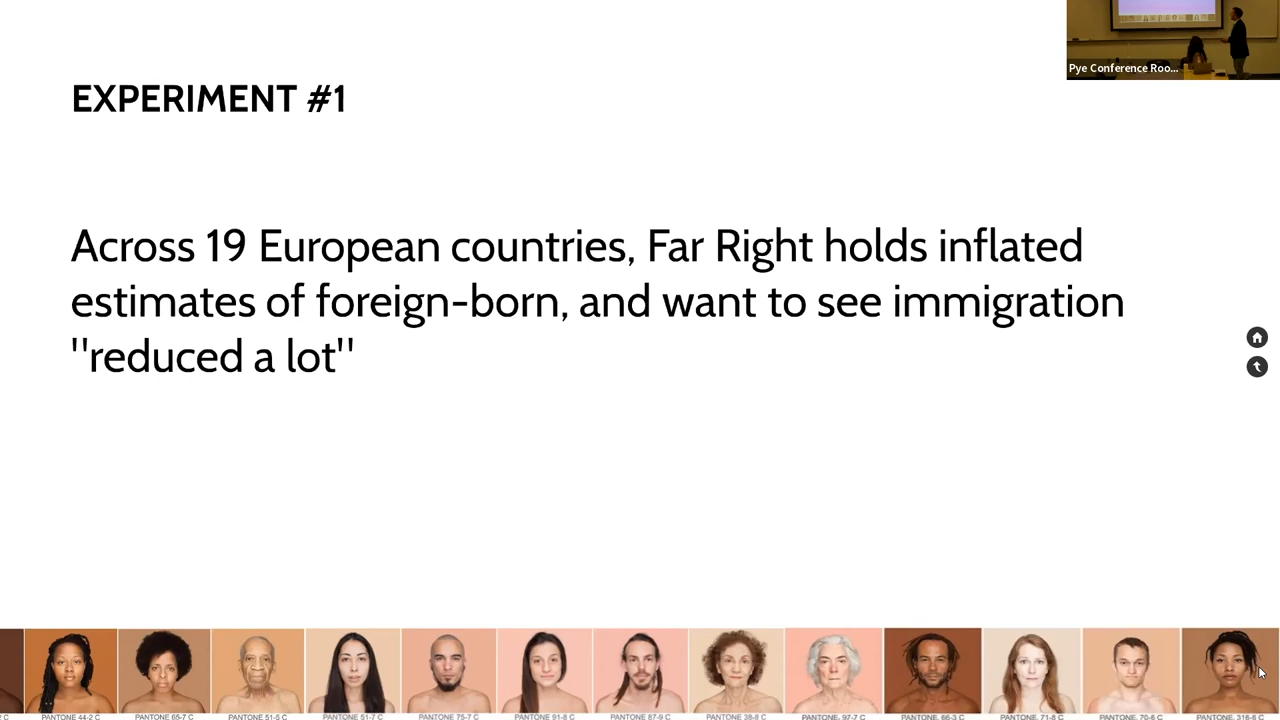 Pye Conference Roo...
EXPERIMENT #1
Across 19 European countries, Far Right holds inflated
estimates of foreign-born, and want to see immigration
"reduced a lot"
PANTONE 44-2 C
PANTONE 65-7 C
PANTONE 51-5 C
PANTONE 51-7 C
PANTONE 75-7 C
PANTONE 91-8 C
PANTONE 87-9 C
PANTONE 38-8 C
PANTONE. 97-7 C
PANTONE. 66-3 C
PANTONE. 71-8 C
PANTONE. 70-6 C
PANTONE. 316-6 C